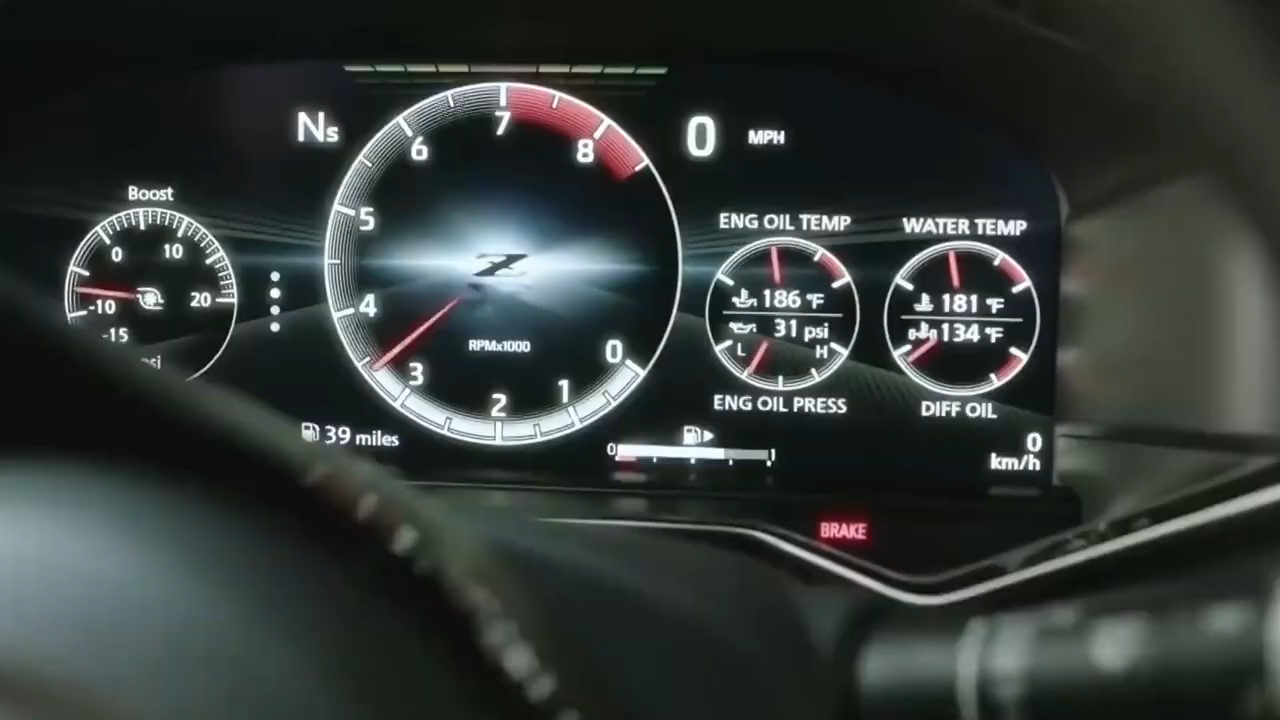 Ns
0 MPH
Boost
0
10
20
-10
-15
7
6
8
5
4
3
2
1
0
Z
RPMx1000
ENG OIL TEMP
186 °F
31 psi
L
H
ENG OIL PRESS
WATER TEMP
181 °F
134 °F
DIFF OIL
39 miles
0
1
0
km/h
BRAKE